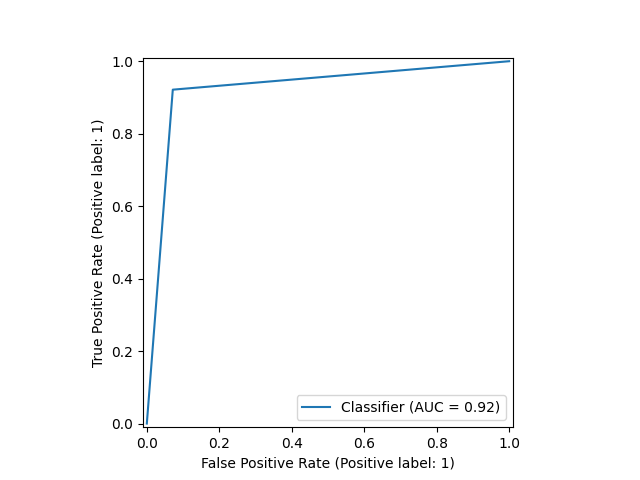 1.0
0.8
0.6
0.4
0.2
0.0
True Positive Rate (Positive label: 1)
Classifier (AUC = 0.92)
0.0 0.2 0.4 0.6 0.8 1.0
False Positive Rate (Positive label: 1)